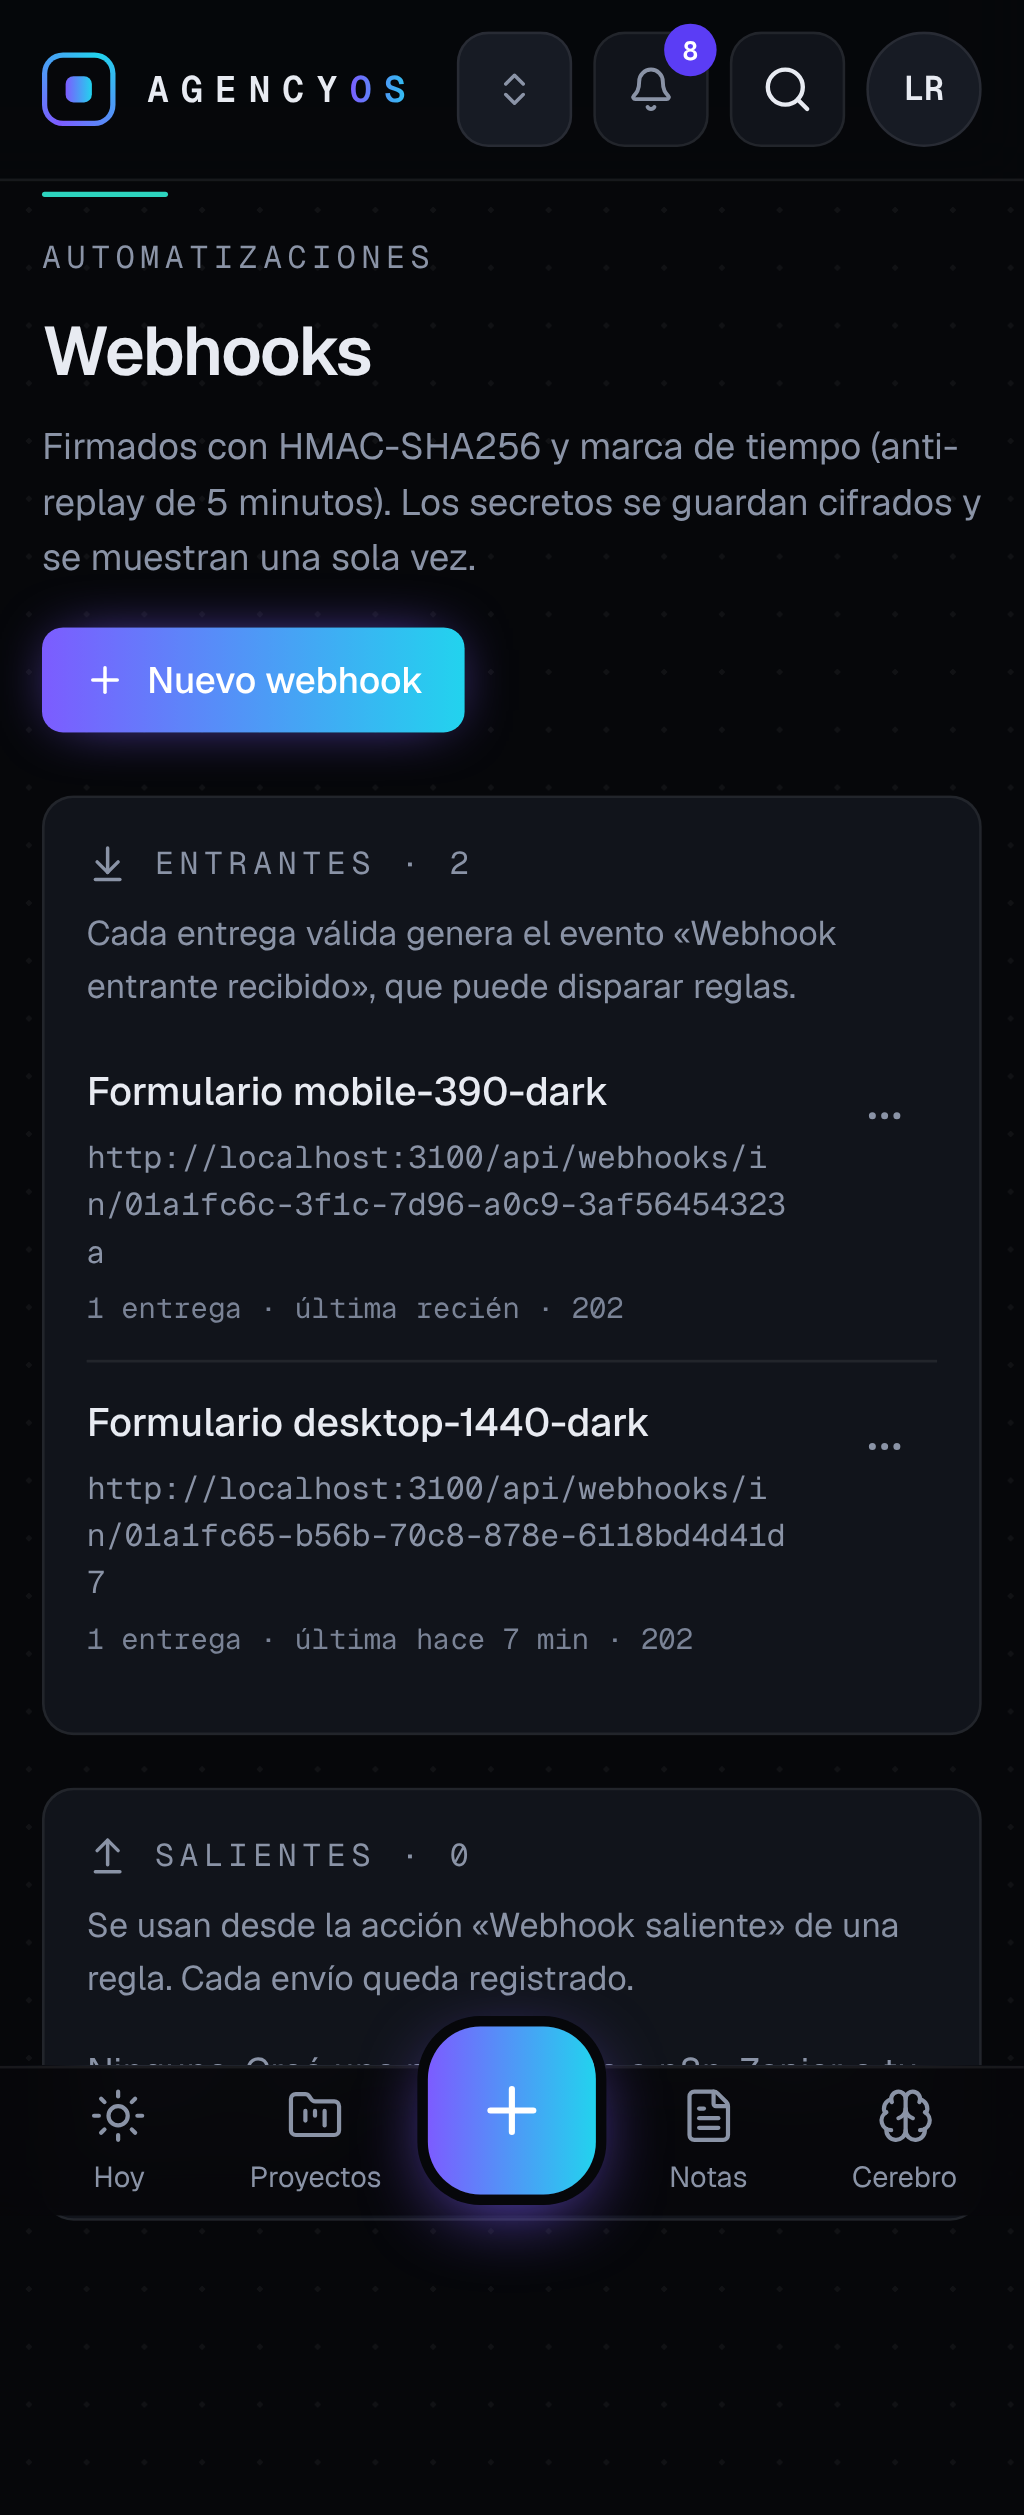 AGENCYOS
8
LR
AUTOMATIZACIONES
Webhooks
Firmados con HMAC-SHA256 y marca de tiempo (anti-
replay de 5 minutos). Los secretos se guardan cifrados y
se muestran una sola vez.
Nuevo webhook
ENTRANTES · 2
Cada entrega válida genera el evento «Webhook
entrante recibido», que puede disparar reglas.
Formulario mobile-390-dark
http://localhost:3100/api/webhooks/i
n/01a1fc6c-3f1c-7d96-a0c9-3af56454323
a
1 entrega · última recién · 202
Formulario desktop-1440-dark
http://localhost:3100/api/webhooks/i
n/01a1fc65-b56b-70c8-878e-6118bd4d41d
7
1 entrega · última hace 7 min · 202
SALIENTES · 0
Se usan desde la acción «Webhook saliente» de una
regla. Cada envío queda registrado.
Hoy
Proyectos
Notas
Cerebro